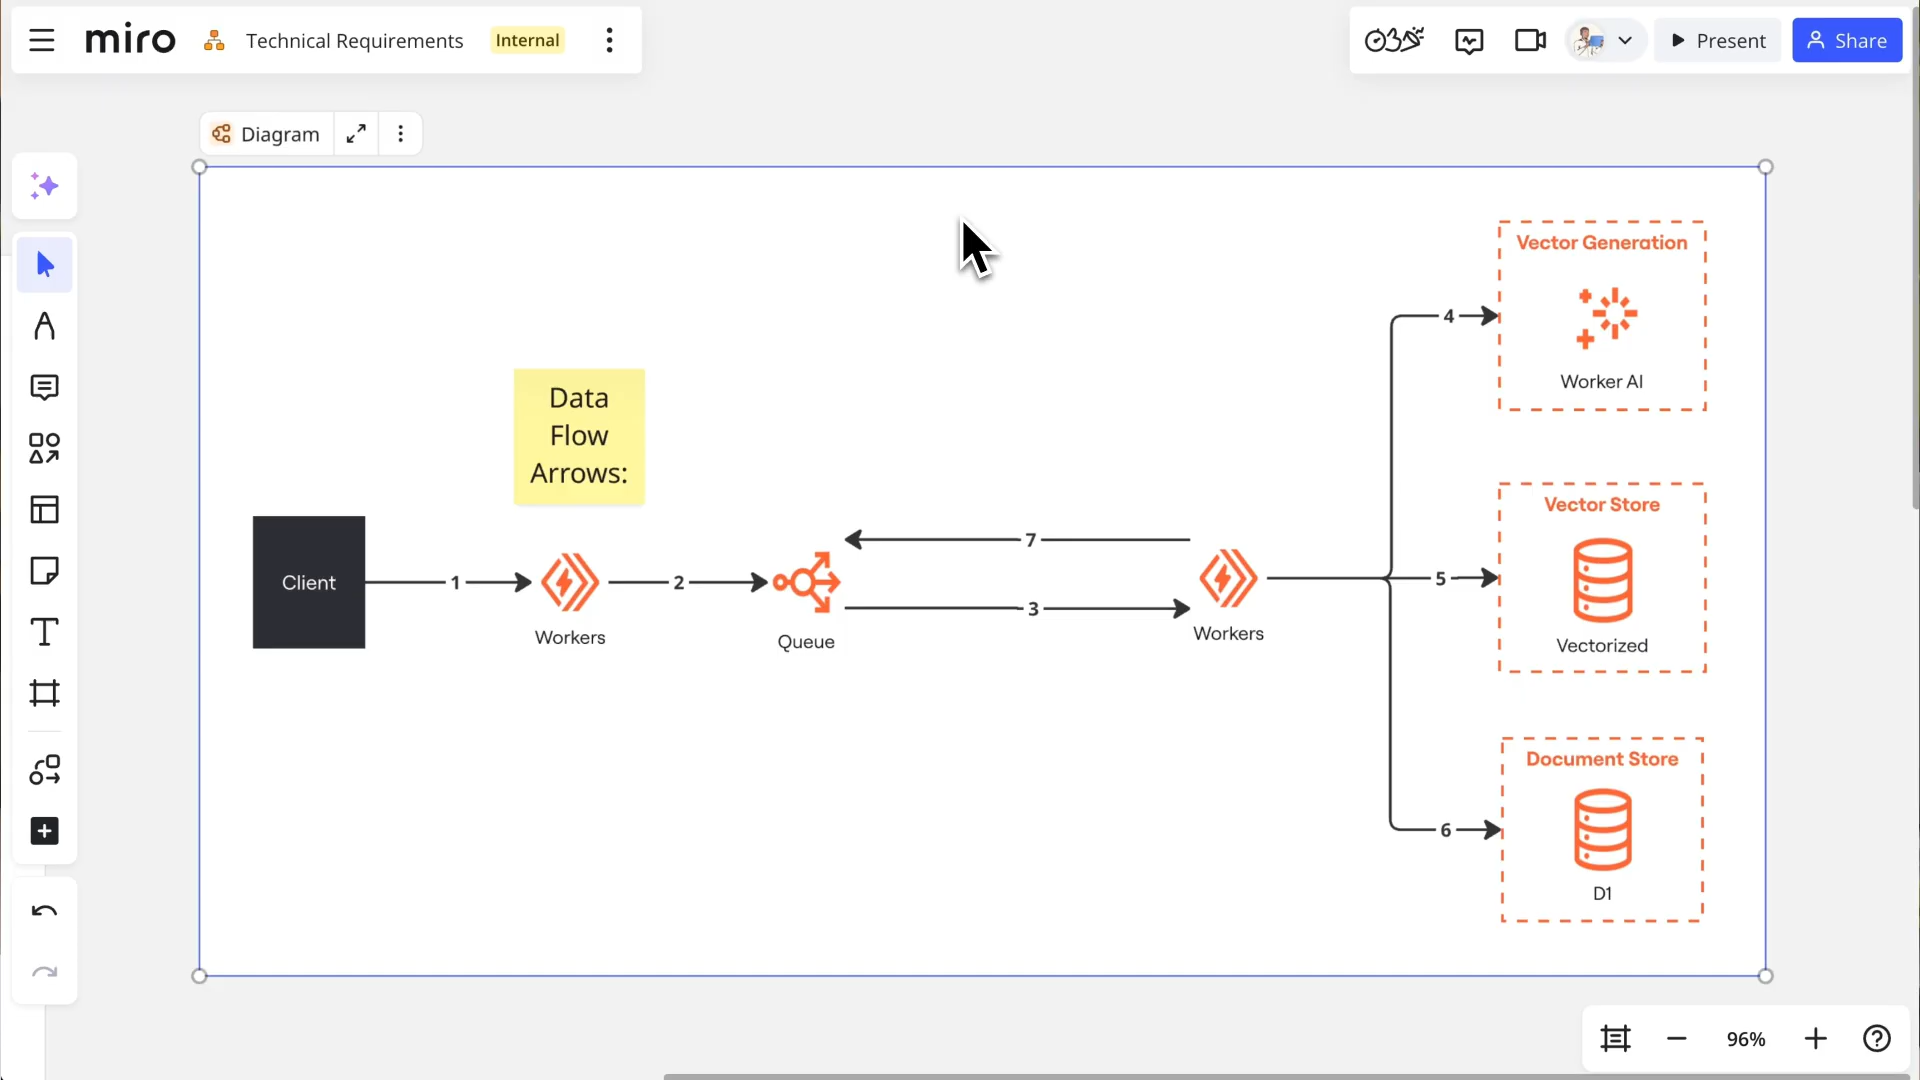 miro
Technical Requirements
Internal
Present
Share
Diagram
Vector Generation
4
Worker AI
Data
Flow
Arrows:
Vector Store
7
Client
1
2
5
3
Workers
Queue
Workers
Vectorized
Document Store
6
D1
96%